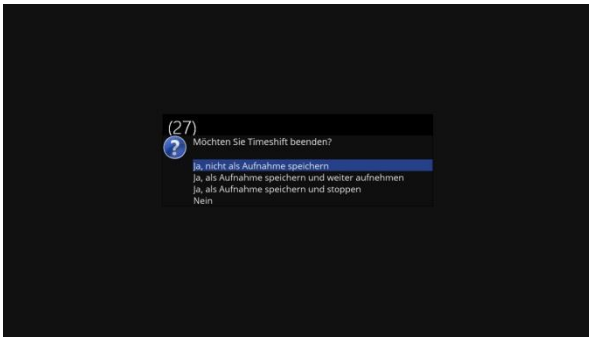 (27)
Möchten Sie Timeshift beenden?
Ja, nicht als Aufnahme speichern
Ja, als Aufnahme speichern und weiter aufnehmen
Ja, als Aufnahme speichern und stoppen
Nein